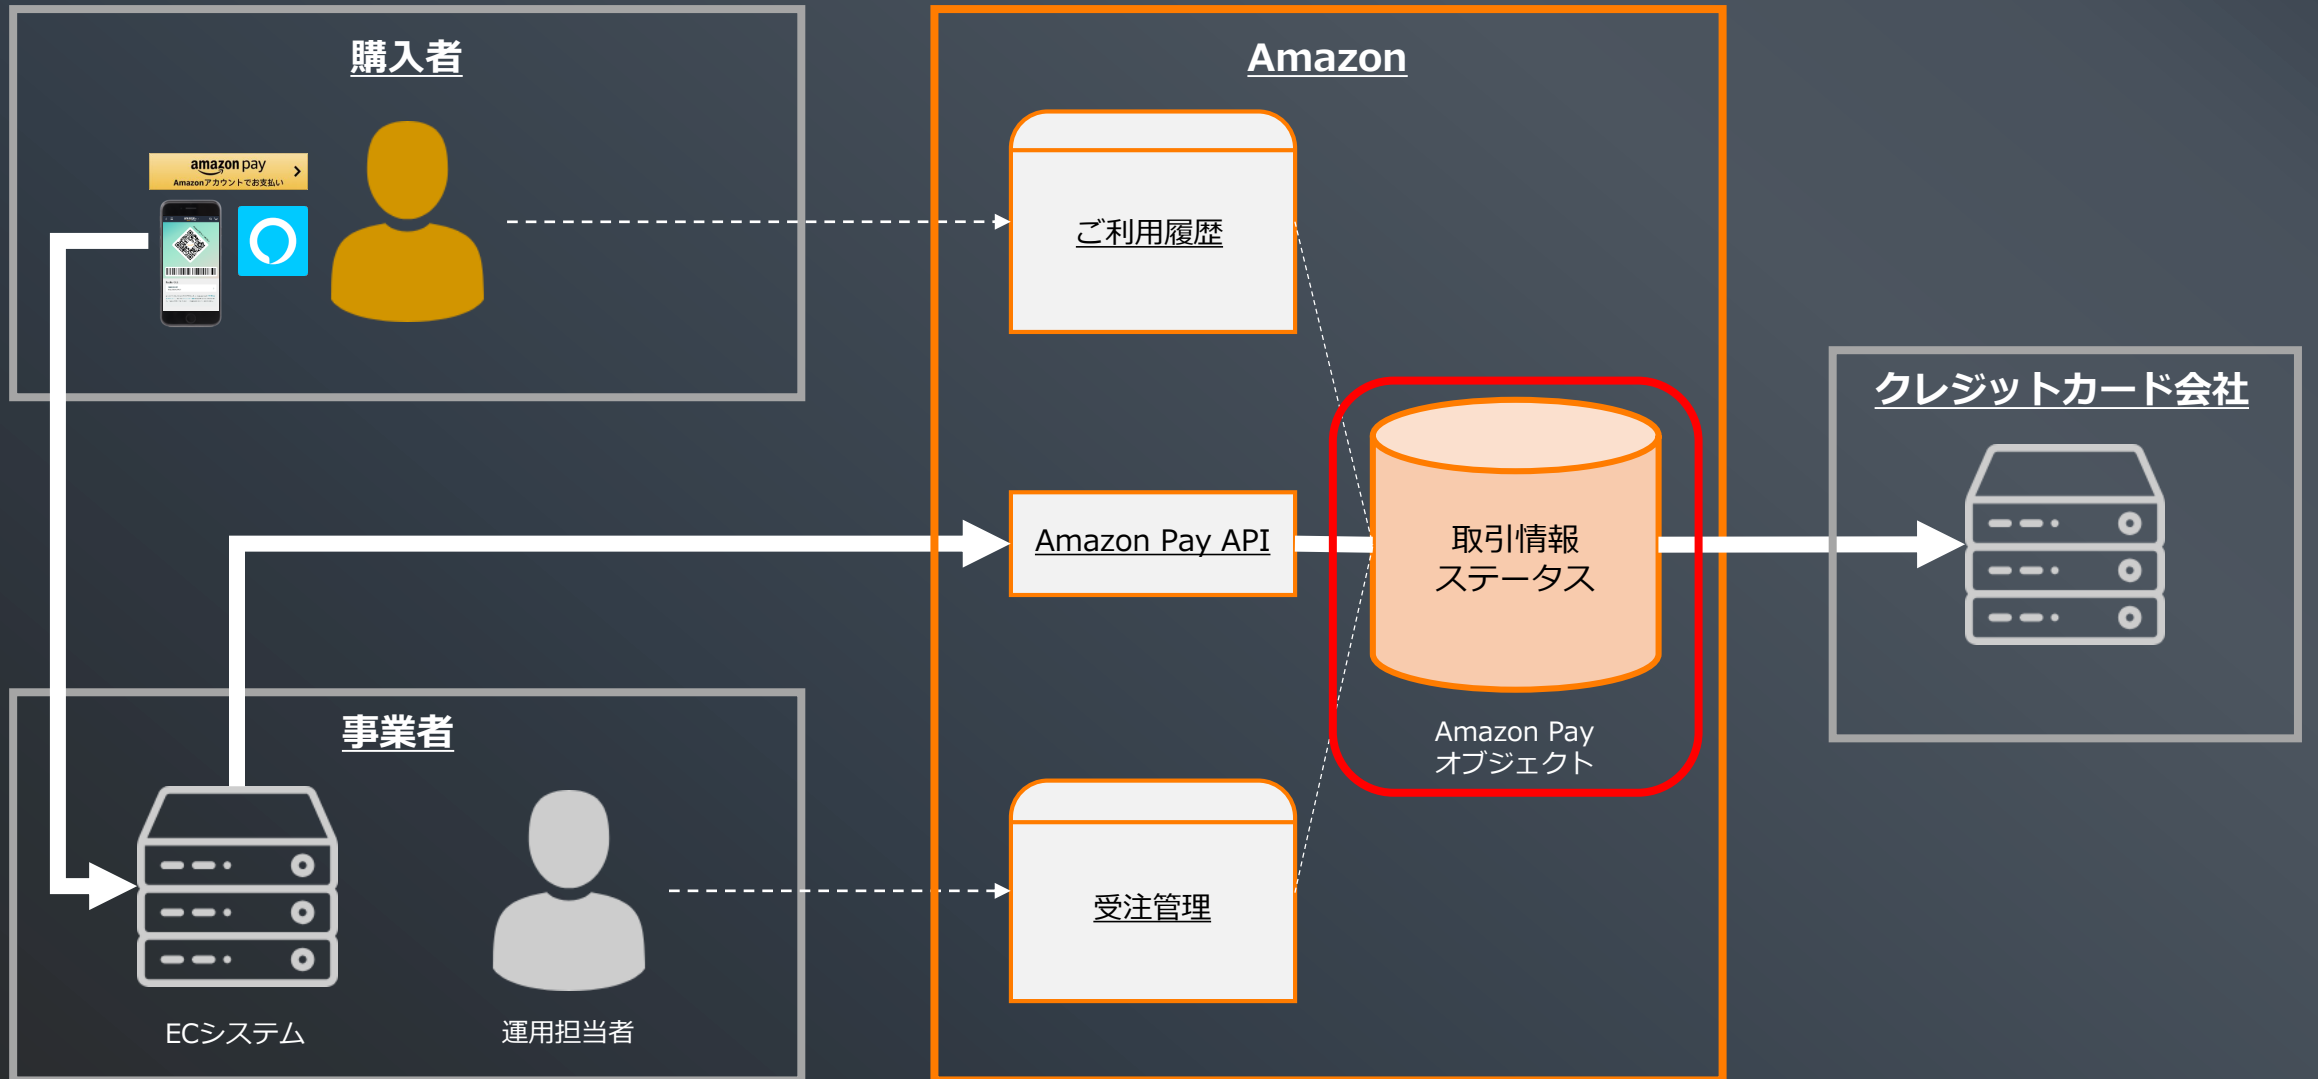 購入者
amazon pay
Amazonアカウントでお支払い
Amazon
ご利用履歴
Amazon Pay API
取引情報
ステータス
Amazon Pay
オブジェクト
受注管理
クレジットカード会社
事業者
ECシステム
運用担当者